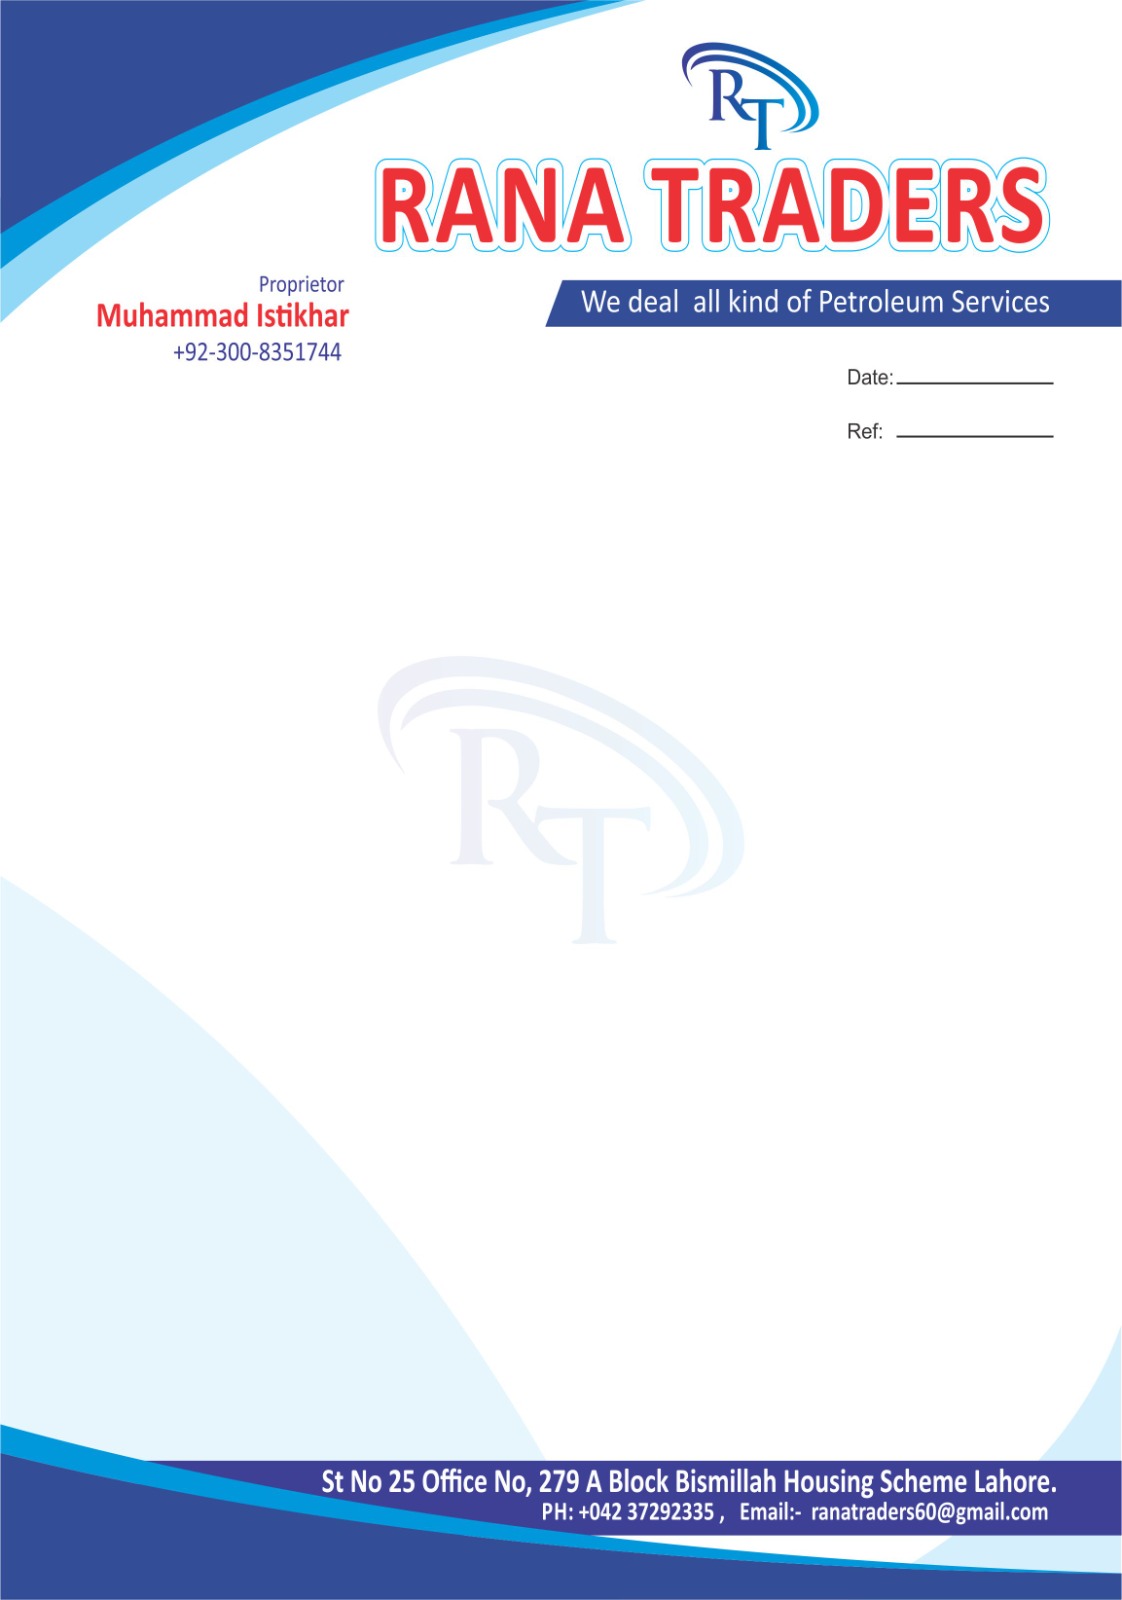 RT
RANA TRADERS
Proprietor
Muhammad Istikhar
+92-300-8351744
We deal  all kind of Petroleum Services
Date:
Ref:
RT
St No 25 Office No, 279 A Block Bismillah Housing Scheme Lahore.
PH: +042 37292335 ,   Email:-  ranatraders60@gmail.com